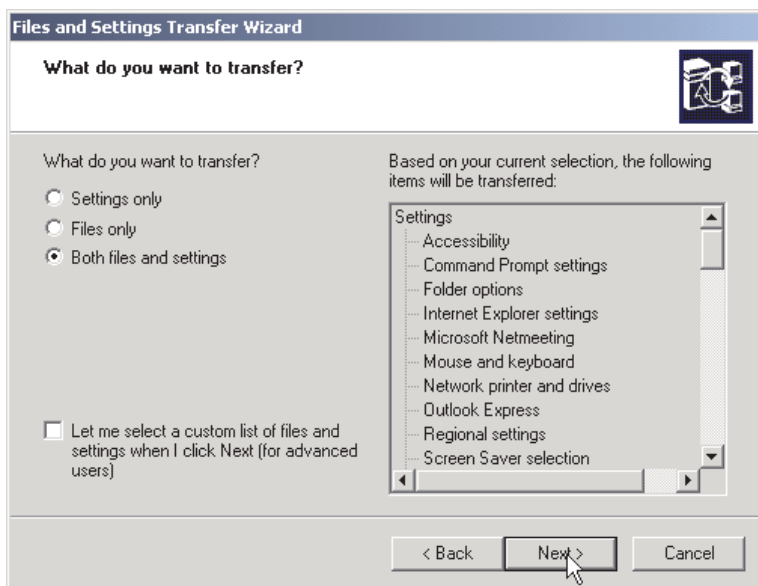 Files and Settings Transfer Wizard
What do you want to transfer?
What do you want to transfer?
Settings only
Files only
Both files and settings
Let me select a custom list of files and
settings when I click Next (for advanced
users)
Based on your current selection, the following
items will be transferred:
Settings
Accessibility
Command Prompt settings
Folder options
Internet Explorer settings
Microsoft Netmeeting
Mouse and keyboard
Network printer and drives
Outlook Express
Regional settings
Screen Saver selection
< Back
Next >
Cancel